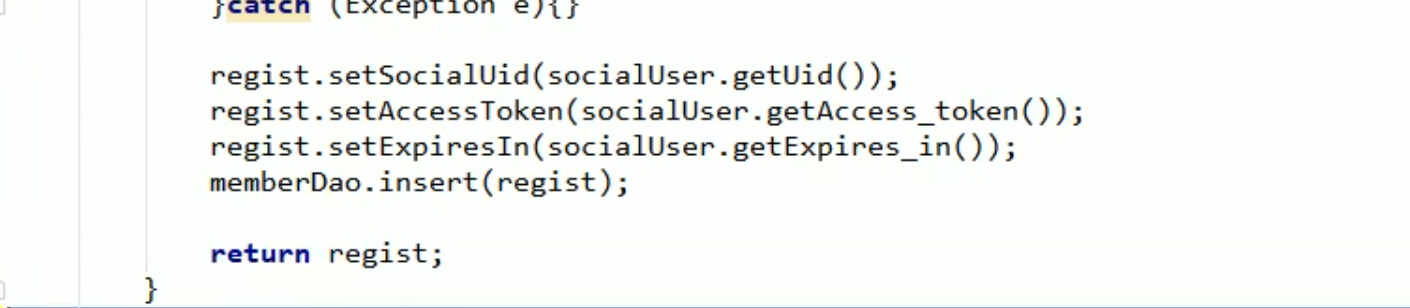 }catch (Exception e){}
regist.setSocialUid(socialUser.getUid());
regist.setAccessToken(socialUser.getAccess_token());
regist.setExpiresIn(socialUser.getExpires_in());
memberDao.insert(regist);
return regist;
}